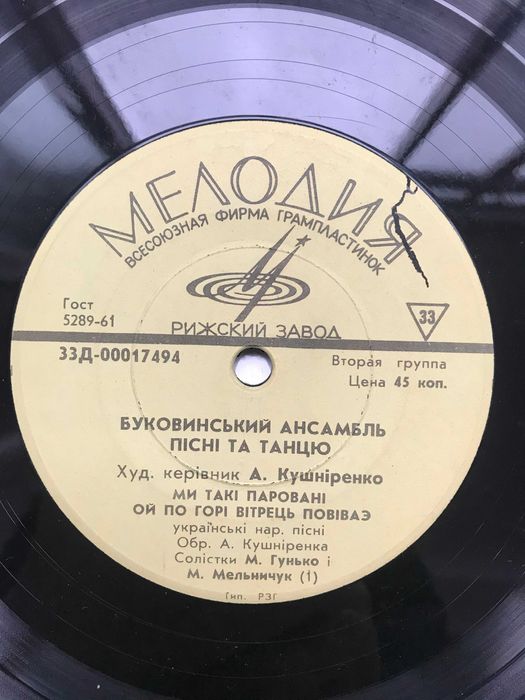 МЕЛОДИЯ
ВСЕСОЮЗНАЯ ФИРМА ГРАМПЛАСТИНОК
Гост
5289-61
33
РИЖСКИЙ ЗАВОД
33Д-00017494
Вторая группа
Цена 45 коп.
БУКОВИНСЬКИЙ АНСАМБЛЬ
ПІСНІ ТА ТАНЦЮ
Худ. керівник А. Кушніренко
МИ ТАКІ ПАРОВАНІ
ОЙ ПО ГОРІ ВІТРЕЦЬ ПОВІВАЭ
українські нар. пісні
Обр. А. Кушніренка
Солістки М. Гунько і
М. Мельничук (1)
Гип. РЗГ